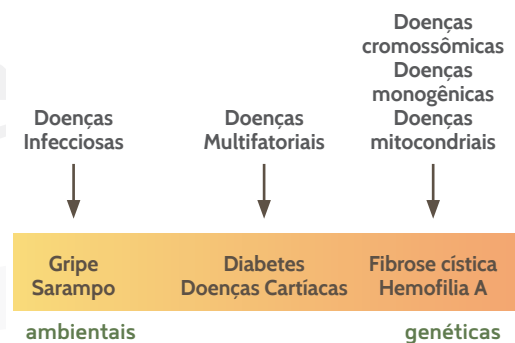 Doenças
Infecciosas
Doenças
Multifatoriais
Doenças
cromossômicas
Doenças
monogênicas
Doenças
mitocondriais
Gripe
Sarampo
Diabetes
Doenças Cartíacas
Fibrose cística
Hemofilia A
ambientais
genéticas